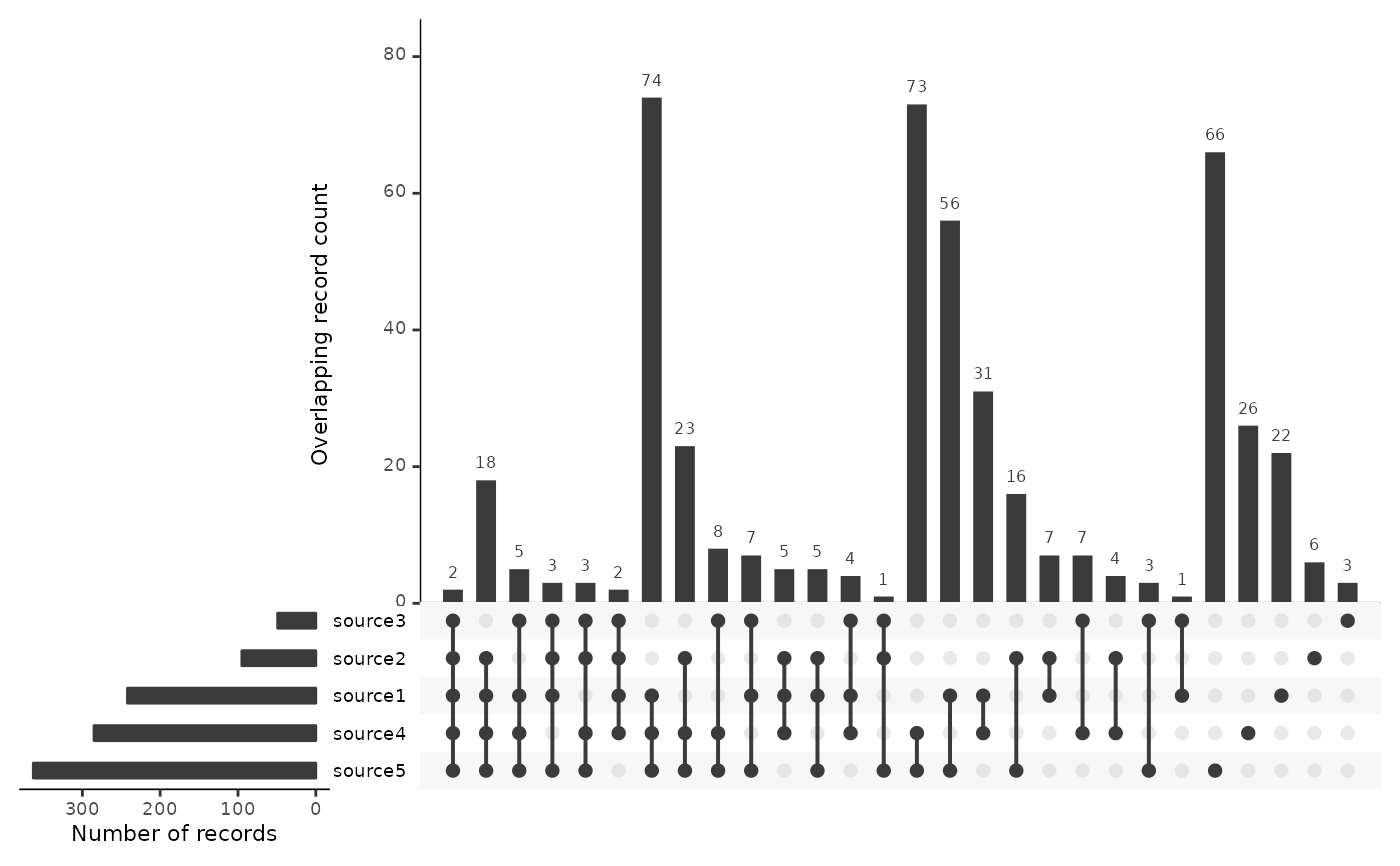 80
60
40
20
0
Overlapping record count
2 18 5 3 3 2 74 23 8 7 5 5 4 1 73 56 31 16 7 7 4 3 1 66 26 22 6 3
source3
source2
source1
source4
source5
300 200 100 0
Number of records